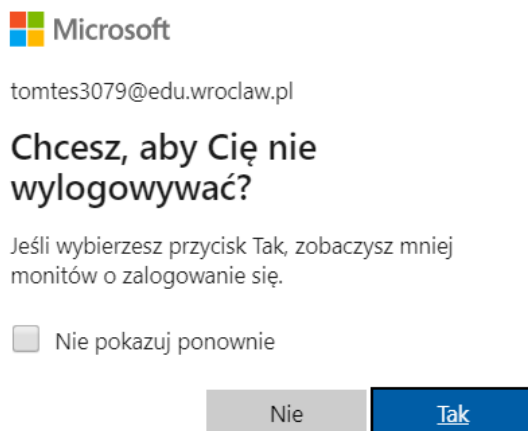 Microsoft
tomtes3079@edu.wroclaw.pl
Chcesz, aby Cię nie
wylogowywać?
Jeśli wybierzesz przycisk Tak, zobaczysz mniej
monitów o zalogowanie się.
Nie pokazuj ponownie
Nie Tak